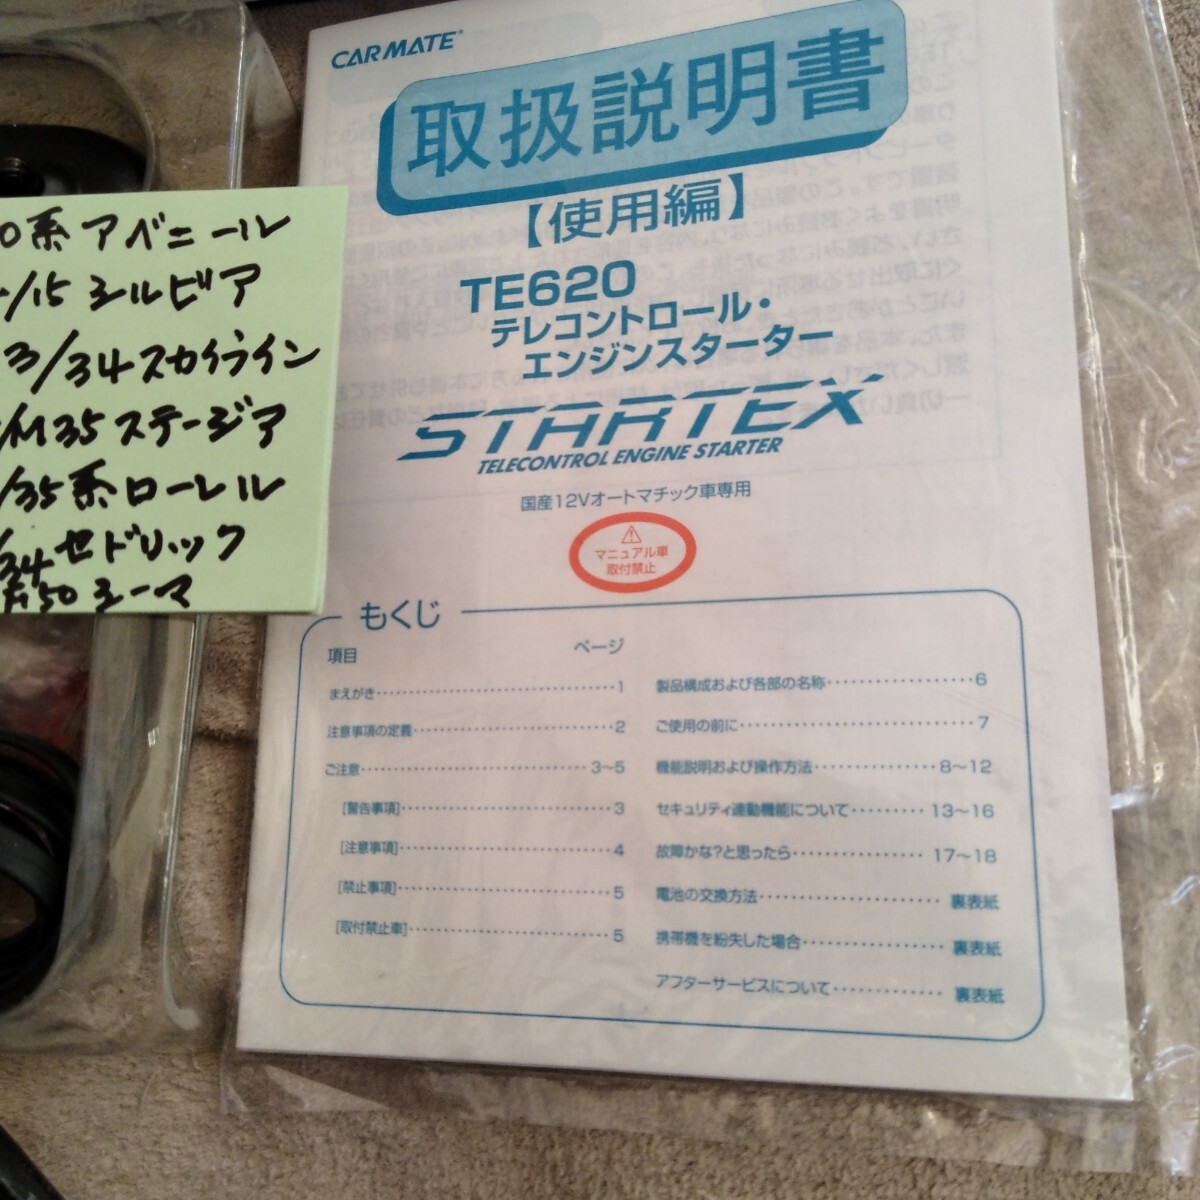 CARMATE
取扱説明書
【使用編】
TE620
テレコントロール・
エンジンスターター
STARTEX
TELECONTROL ENGINE STARTER
国産12Vオートマチック車専用
マニュアル車
取付禁止
もくじ
項目 ページ
まえがき 1
注意事項の定義 2
ご注意 3～5
[警告事項] 3
[注意事項] 4
[禁止事項] 5
[取付禁止車] 5
製品構成および各部の名称 6
ご使用の前に 7
機能説明および操作方法 8～12
セキュリティ連動機能について 13～16
故障かな?と思ったら 17～18
電池の交換方法 裏表紙
携帯機を紛失した場合 裏表紙
アフターサービスについて 裏表紙
0系アベニール
/15シルビア
3/34スカイライン
/M35ステージア
/35系ローレル
/34セドリック
F50シーマ